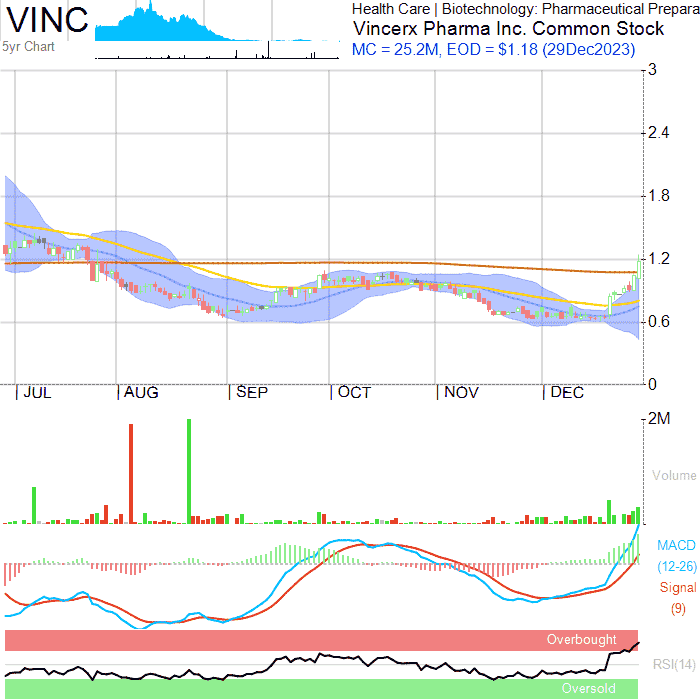 VINC
5yr Chart
Health Care | Biotechnology: Pharmaceutical Prepara
Vincerx Pharma Inc. Common Stock
MC = 25.2M, EOD = $1.18 (29Dec2023)
3
2.4
1.8
1.2
0.6
0
JUL AUG SEP OCT NOV DEC
2M
Volume
MACD
(12-26)
Signal
(9)
Overbought
RSI(14)
Oversold